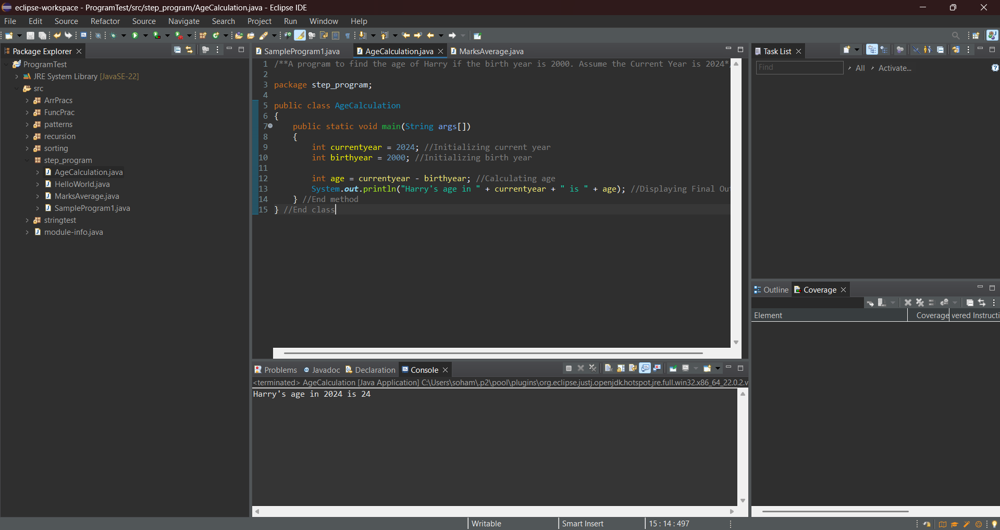 eclipse-workspace - ProgramTest/src/step_program/AgeCalculation.java - Eclipse IDE
File Edit Source Refactor Source Navigate Search Project Run Window Help
Package Explorer
ProgramTest
JRE System Library [JavaSE-22]
src
ArrPracs
FuncPrac
patterns
recursion
sorting
step_program
AgeCalculation.java
HelloWorld.java
MarksAverage.java
SampleProgram1.java
stringtest
module-info.java
SampleProgram1.java AgeCalculation.java MarksAverage.java
1 /**A program to find the age of Harry if the birth year is 2000. Assume the Current Year is 2024*
2
3 package step_program;
4
5 public class AgeCalculation
6 {
7 public static void main(String args[])
8 {
9 int currentyear = 2024; //Initializing current year
10 int birthyear = 2000; //Initializing birth year
11
12 int age = currentyear - birthyear; //Calculating age
13 System.out.println("Harry's age in " + currentyear + " is " + age); //Displaying Final Ou
14 } //End method
15 } //End class
Problems Javadoc Declaration Console
<terminated> AgeCalculation [Java Application] C:\Users\soham\.p2\pool\plugins\org.eclipse.justj.openjdk.hotspot.jre.full.win32.x86_64_22.0.2.v
Harry's age in 2024 is 24
Task List
Find All Activate...
Outline Coverage
Element Coverage vered Instructi
Writable Smart Insert 15 : 14 : 497